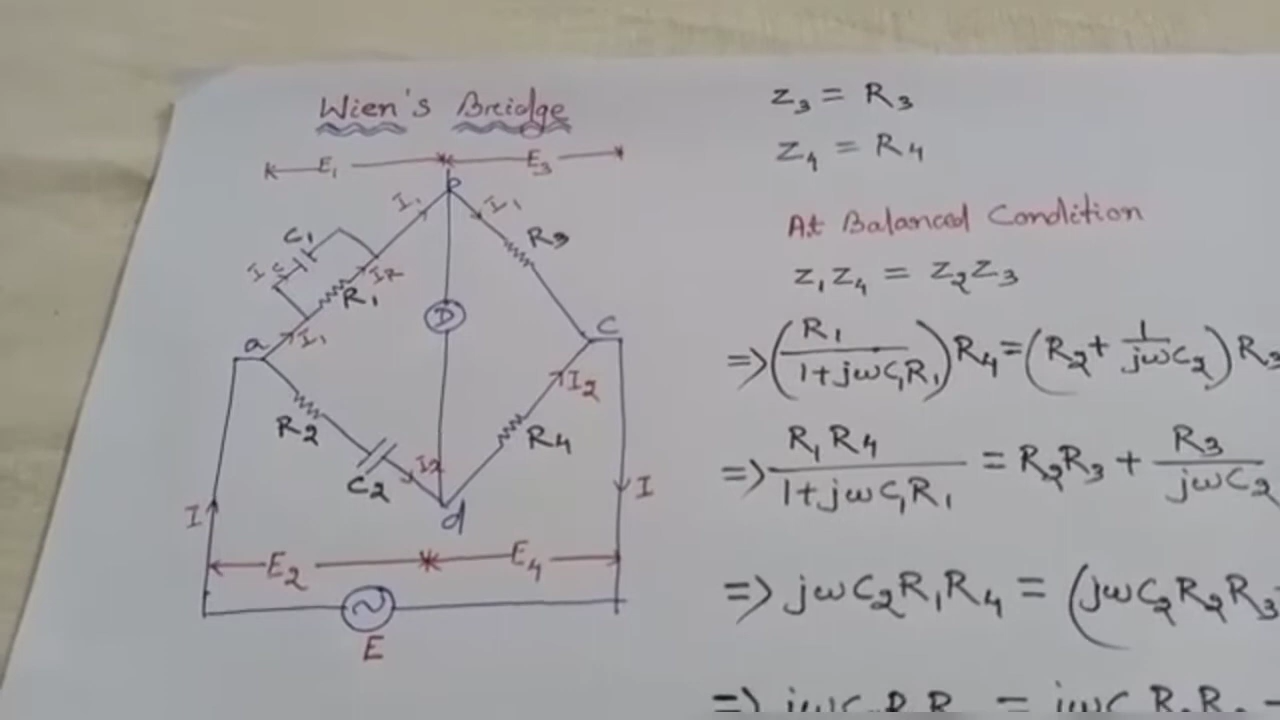 Wien's Bridge
E₁ E₃
b
I₁ I₁
C₁ R₃
I_c I_R
R₁
D
a I₁ C
I₂
R₂ R₄
C₂ I₂
d
I I
E₂ E₄
E
Z₃ = R₃
Z₄ = R₄
At Balanced Condition
Z₁Z₄ = Z₂Z₃
⇒ (R₁/(1+jωC₁R₁))R₄ = (R₂ + 1/(jωC₂))R₃
⇒ R₁R₄/(1+jωC₁R₁) = R₂R₃ + R₃/(jωC₂)
⇒ jωC₂R₁R₄ = (jωC₂R₂R₃